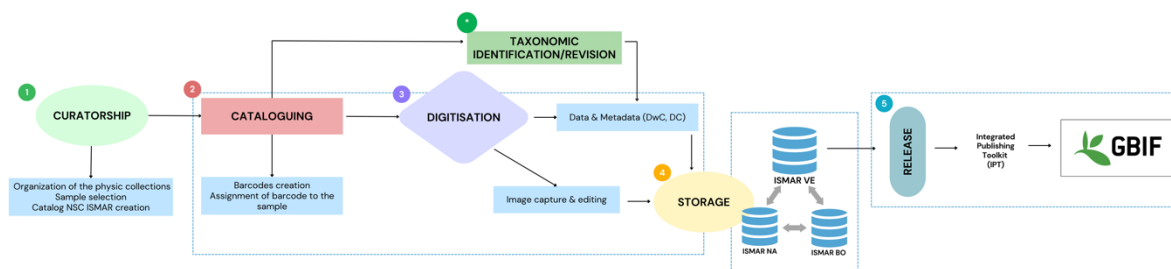 *
TAXONOMIC
IDENTIFICATION/REVISION
1
CURATORSHIP
2
CATALOGUING
3
DIGITISATION
Data & Metadata (DwC, DC)
Organization of the physic collections
Sample selection
Catalog NSC ISMAR creation
Barcodes creation
Assignment of barcode to the
sample
Image capture & editing
4
STORAGE
ISMAR VE
ISMAR NA
ISMAR BO
5
RELEASE
Integrated
Publishing
Toolkit
(IPT)
GBIF